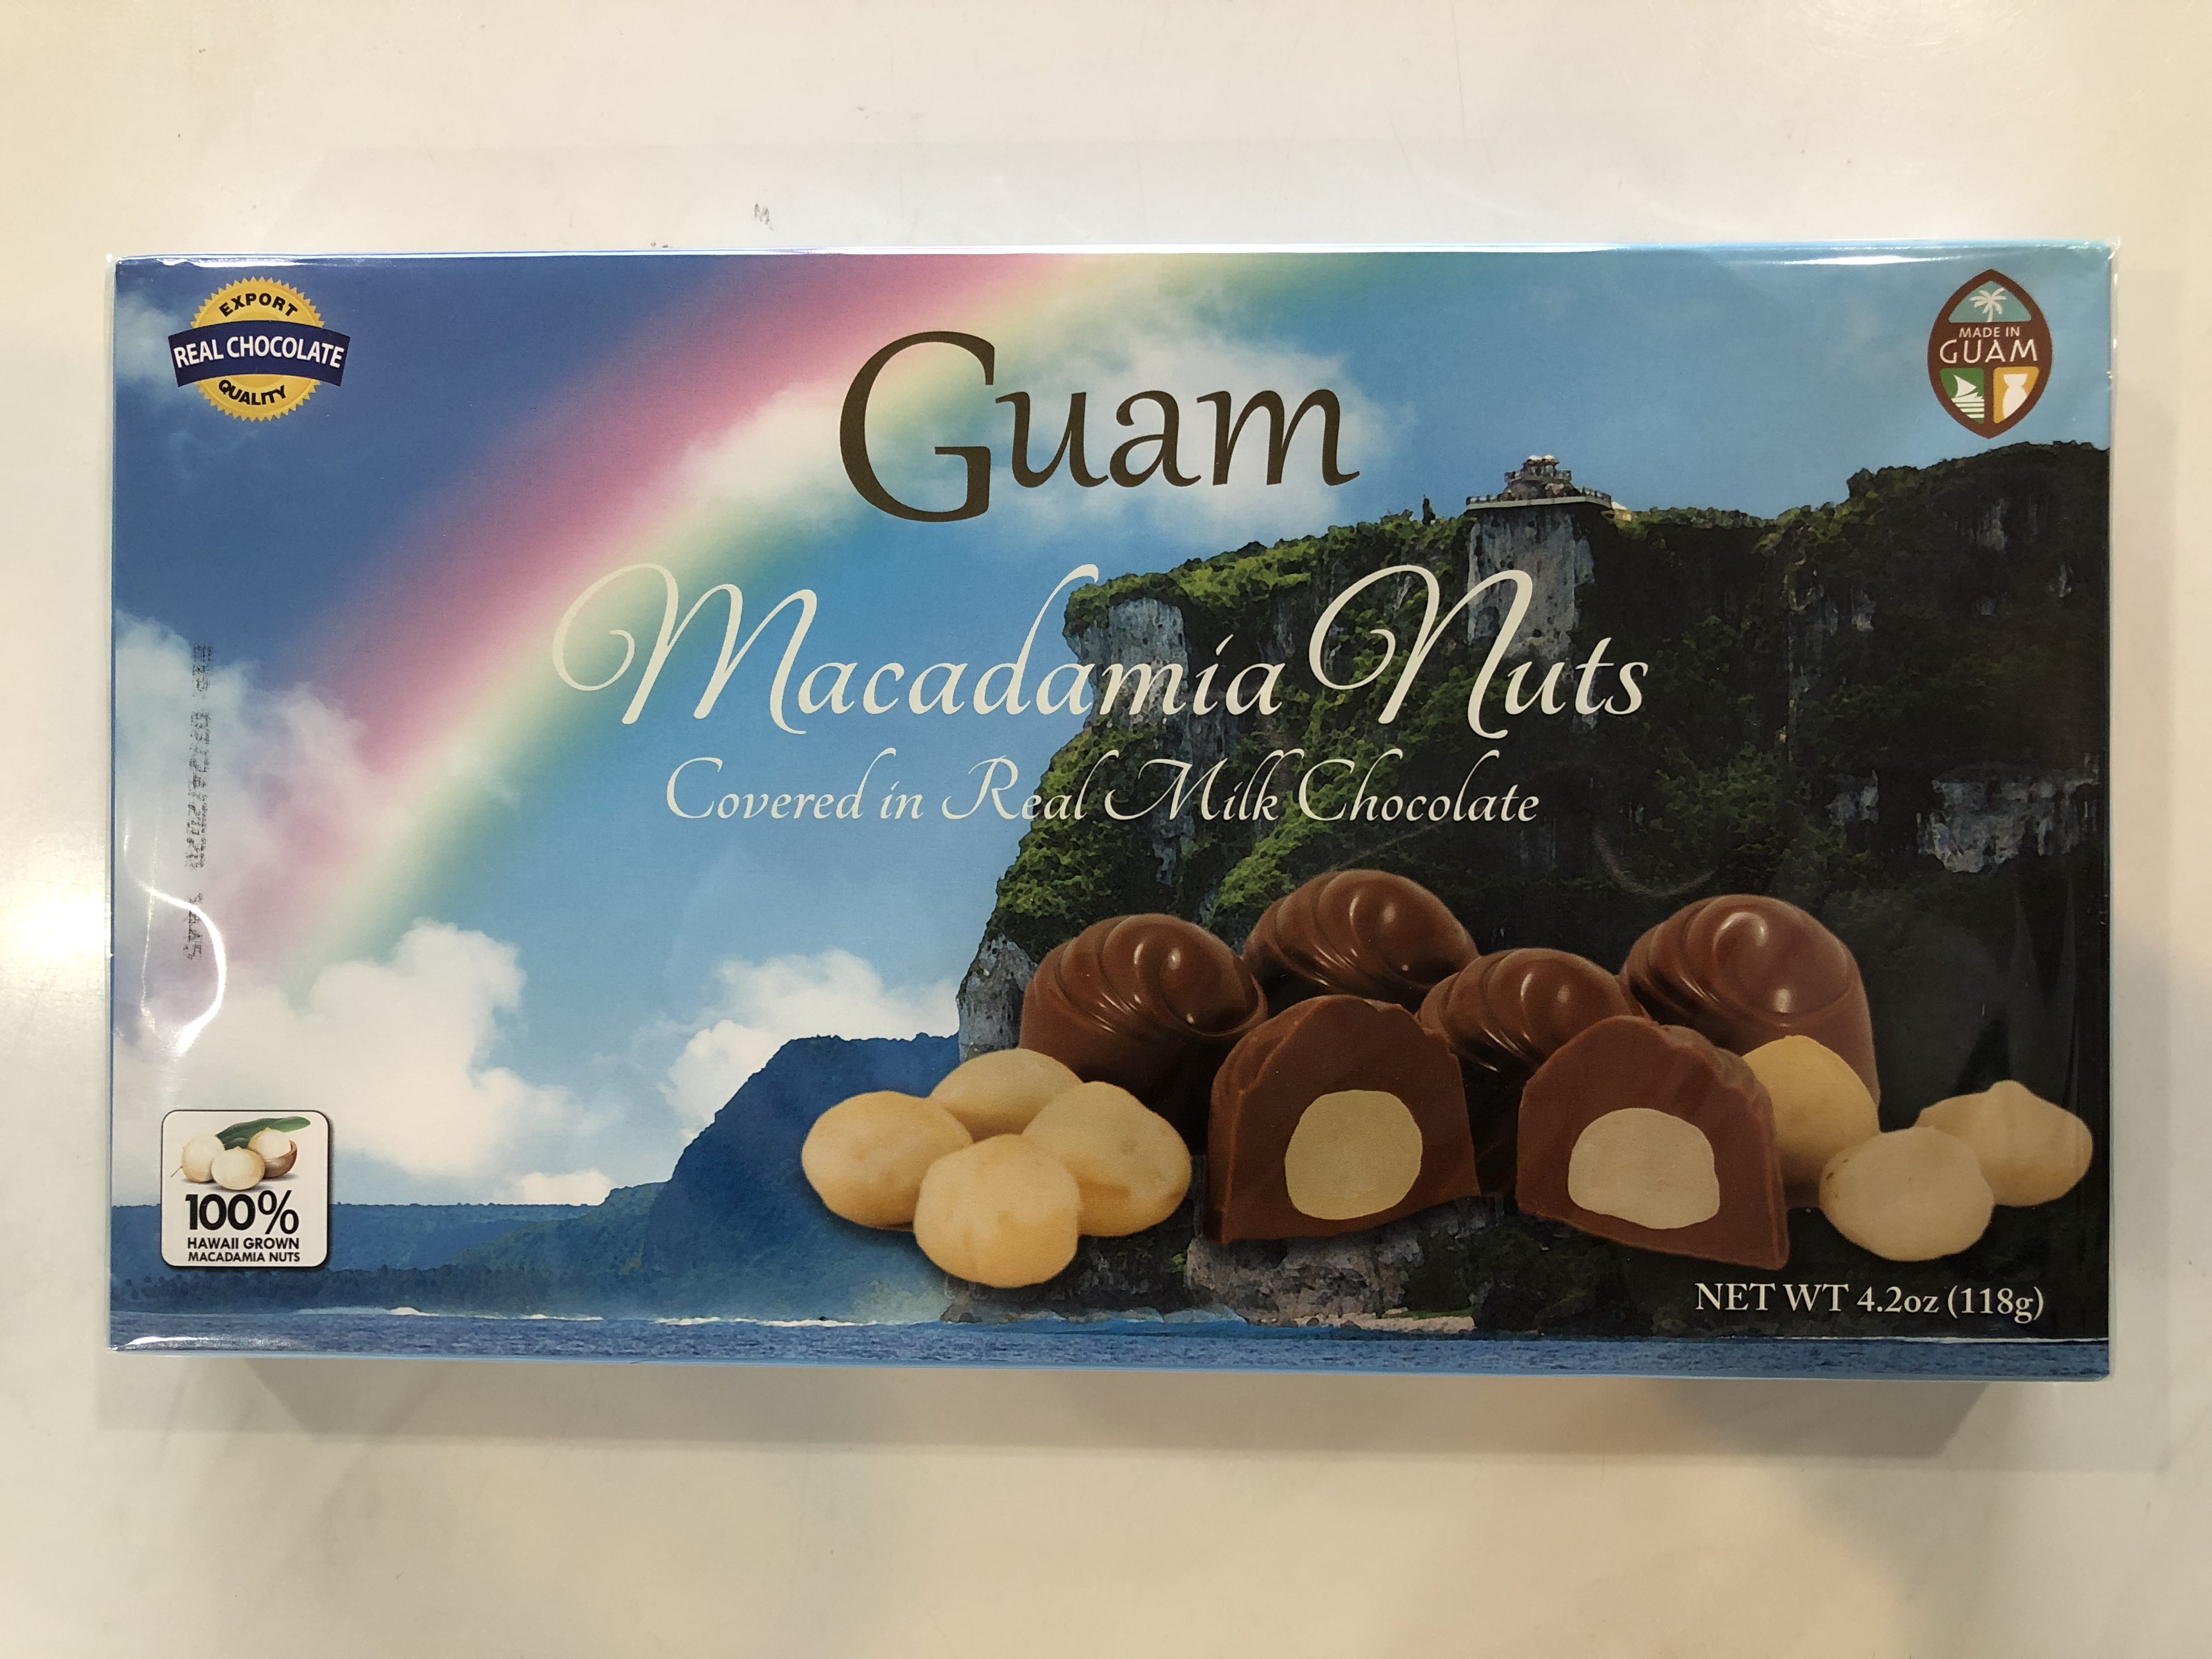 EXPORT
REAL CHOCOLATE
QUALITY
MADE IN
GUAM
Guam
Macadamia Nuts
Covered in Real Milk Chocolate
100%
HAWAII GROWN
MACADAMIA NUTS
NET WT 4.2oz (118g)